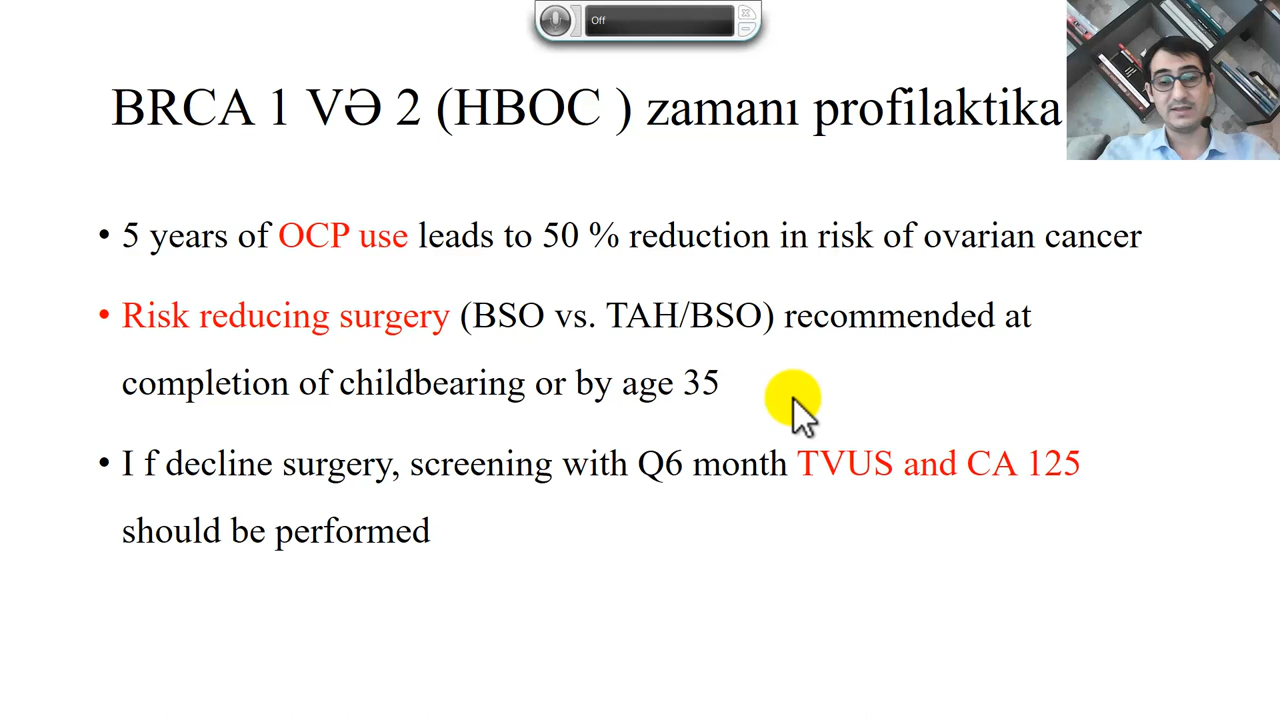 Off
BRCA 1 VƏ 2 (HBOC ) zamanı profilaktika
• 5 years of OCP use leads to 50 % reduction in risk of ovarian cancer
• Risk reducing surgery (BSO vs. TAH/BSO) recommended at
completion of childbearing or by age 35
• I f decline surgery, screening with Q6 month TVUS and CA 125
should be performed